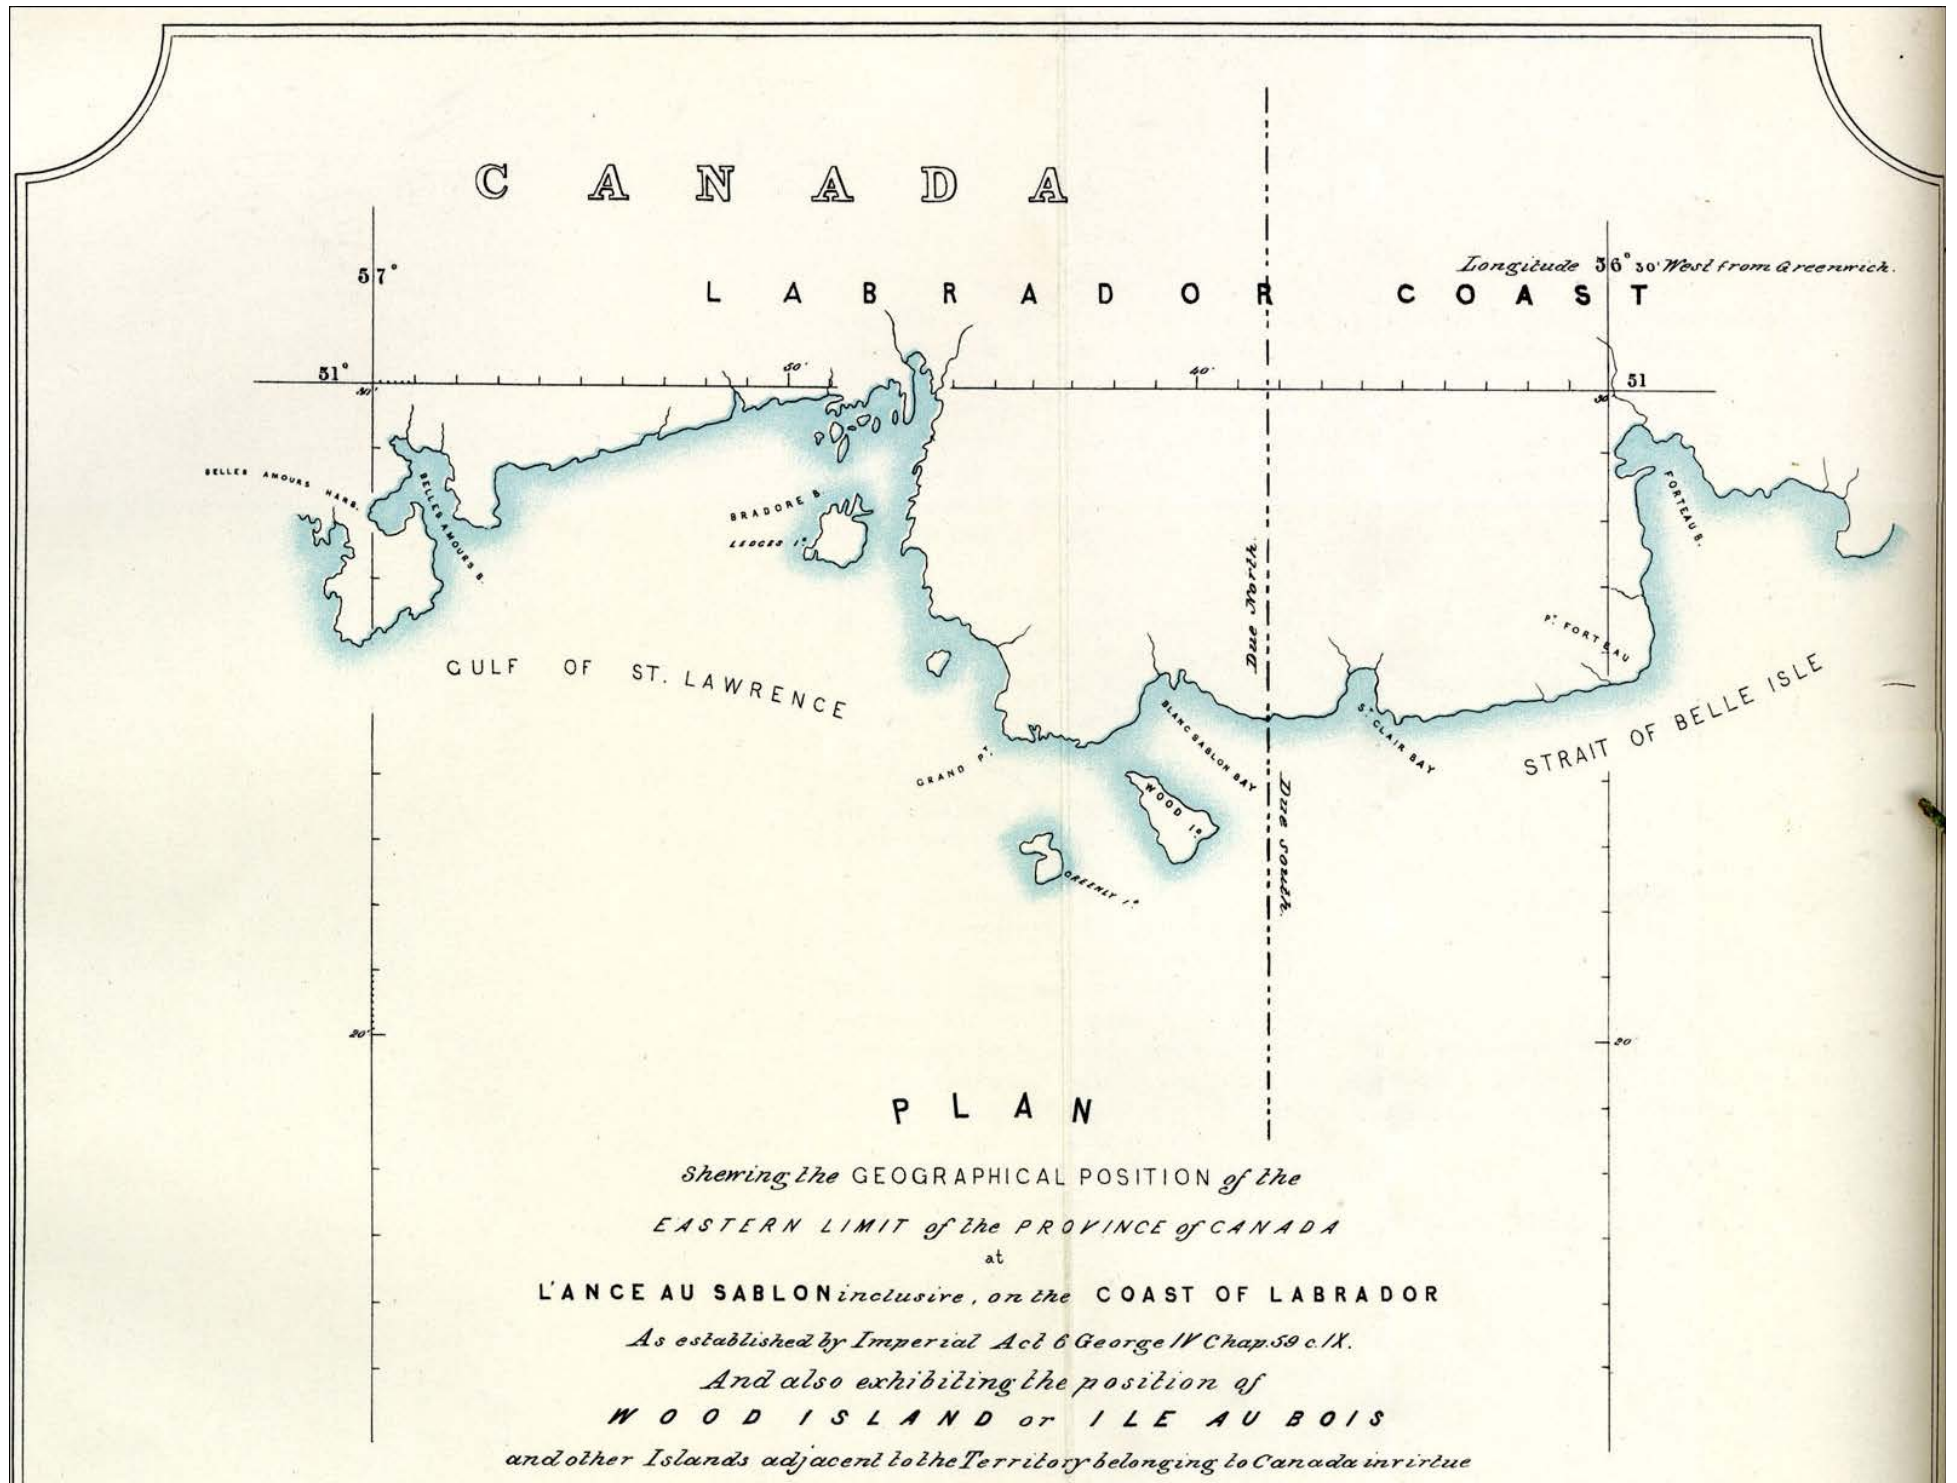 CANADA
57°
Longitude 56° 30' West from Greenwich.
LABRADOR COAST
51°
50'
40'
51
30'
30'
BELLES AMOURS HARB.
BELLES AMOURS B.
BRADORE B.
LEDGES Id.
FORTEAU B.
Due North
Pt. FORTEAU
GULF OF ST. LAWRENCE
STRAIT OF BELLE ISLE
BLANC SABLON BAY
St. CLAIR BAY
GRAND Pt.
WOOD Id.
Due South.
GREENLY Id.
20'
20'
PLAN
Shewing the GEOGRAPHICAL POSITION of the
EASTERN LIMIT of the PROVINCE of CANADA
at
L'ANCE AU SABLON inclusive, on the COAST OF LABRADOR
As established by Imperial Act 6 George IV Chap. 59 c. IX.
And also exhibiting the position of
WOOD ISLAND or ILE AU BOIS
and other Islands adjacent to the Territory belonging to Canada in virtue